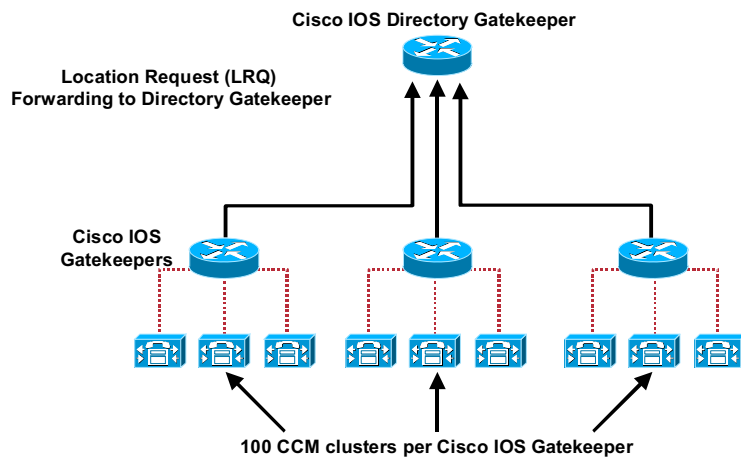 Cisco IOS Directory Gatekeeper
Location Request (LRQ)
Forwarding to Directory Gatekeeper
Cisco IOS
Gatekeepers
100 CCM clusters per Cisco IOS Gatekeeper